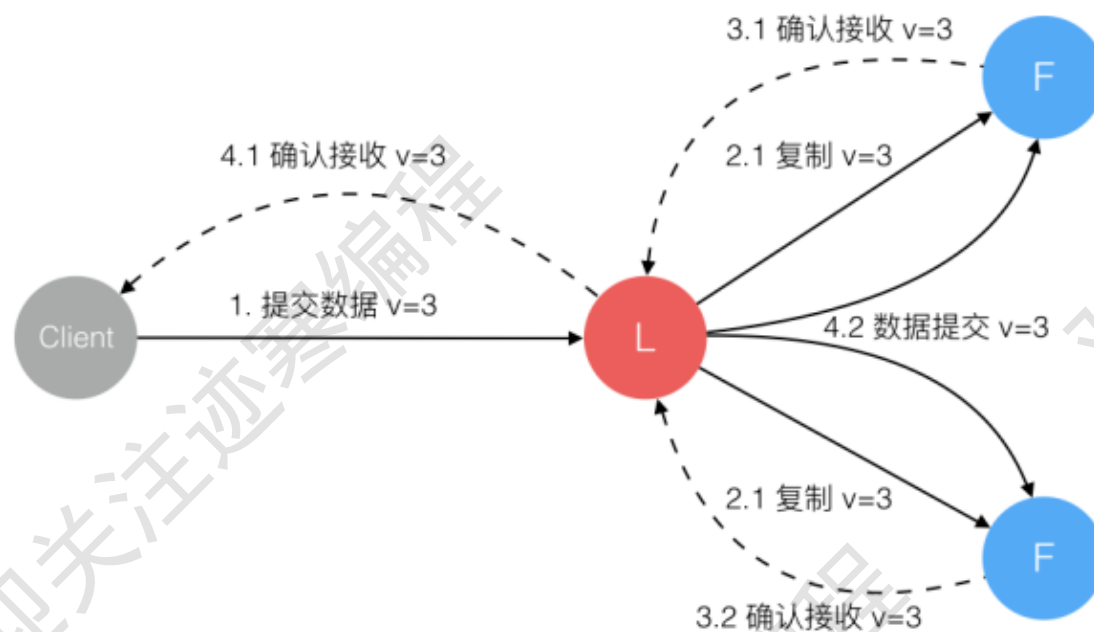 3.1 确认接收 v=3
F
4.1 确认接收 v=3
2.1 复制 v=3
1. 提交数据 v=3
Client
L
4.2 数据提交 v=3
2.1 复制 v=3
F
3.2 确认接收 v=3
关注迹寒编程
程